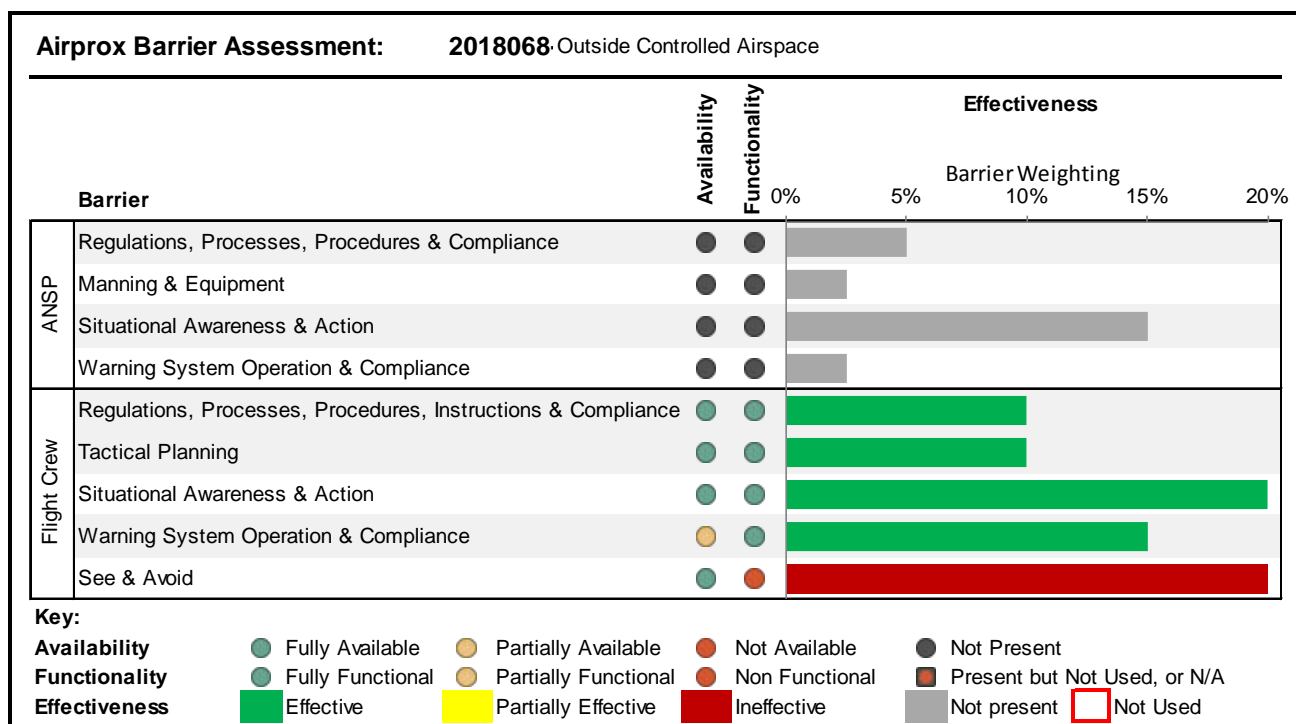 Airprox Barrier Assessment: 2018068 Outside Controlled Airspace
Availability
Functionality
Effectiveness
Barrier Weighting
Barrier
0% 5% 10% 15% 20%
ANSP
Regulations, Processes, Procedures & Compliance
Manning & Equipment
Situational Awareness & Action
Warning System Operation & Compliance
Flight Crew
Regulations, Processes, Procedures, Instructions & Compliance
Tactical Planning
Situational Awareness & Action
Warning System Operation & Compliance
See & Avoid
Key:
Availability Fully Available Partially Available Not Available Not Present
Functionality Fully Functional Partially Functional Non Functional Present but Not Used, or N/A
Effectiveness Effective Partially Effective Ineffective Not present Not Used